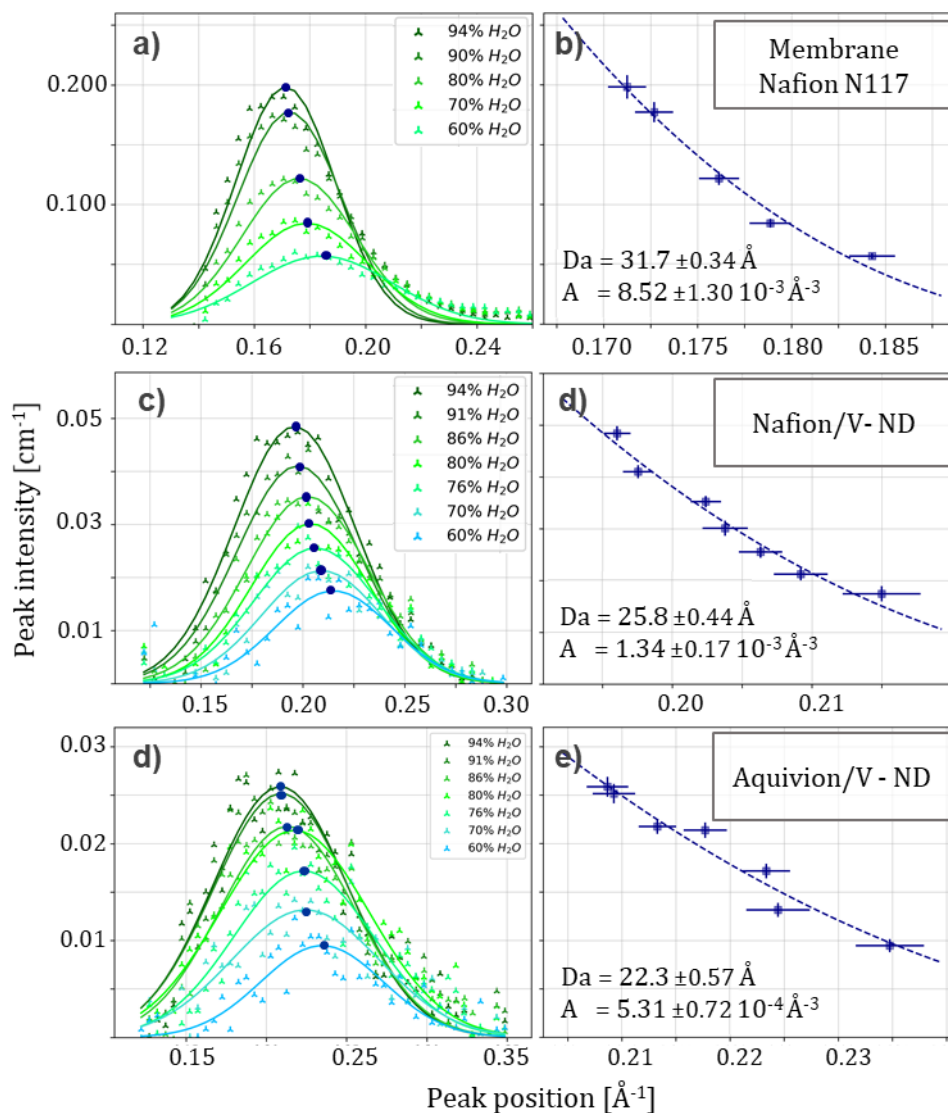 a)
94% H₂O
90% H₂O
80% H₂O
70% H₂O
60% H₂O
0.200
0.100
0.12 0.16 0.20 0.24
b)
Membrane
Nafion N117
Da = 31.7 ±0.34 Å
A = 8.52 ±1.30 10⁻³ Å⁻³
0.170 0.175 0.180 0.185
Peak intensity [cm⁻¹]
c)
94% H₂O
91% H₂O
86% H₂O
80% H₂O
76% H₂O
70% H₂O
60% H₂O
0.05
0.03
0.01
0.15 0.20 0.25 0.30
d)
Nafion/V- ND
Da = 25.8 ±0.44 Å
A = 1.34 ±0.17 10⁻³ Å⁻³
0.20 0.21
d)
94% H₂O
91% H₂O
86% H₂O
80% H₂O
76% H₂O
70% H₂O
60% H₂O
0.03
0.02
0.01
0.15 0.20 0.25 0.30 0.35
e)
Aquivion/V - ND
Da = 22.3 ±0.57 Å
A = 5.31 ±0.72 10⁻⁴ Å⁻³
0.21 0.22 0.23
Peak position [Å⁻¹]